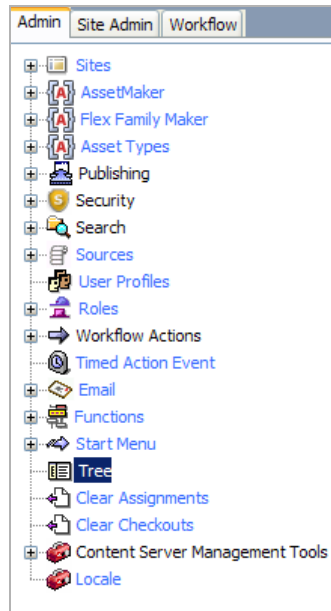 Admin Site Admin Workflow
Sites
AssetMaker
Flex Family Maker
Asset Types
Publishing
Security
Search
Sources
User Profiles
Roles
Workflow Actions
Timed Action Event
Email
Functions
Start Menu
Tree
Clear Assignments
Clear Checkouts
Content Server Management Tools
Locale